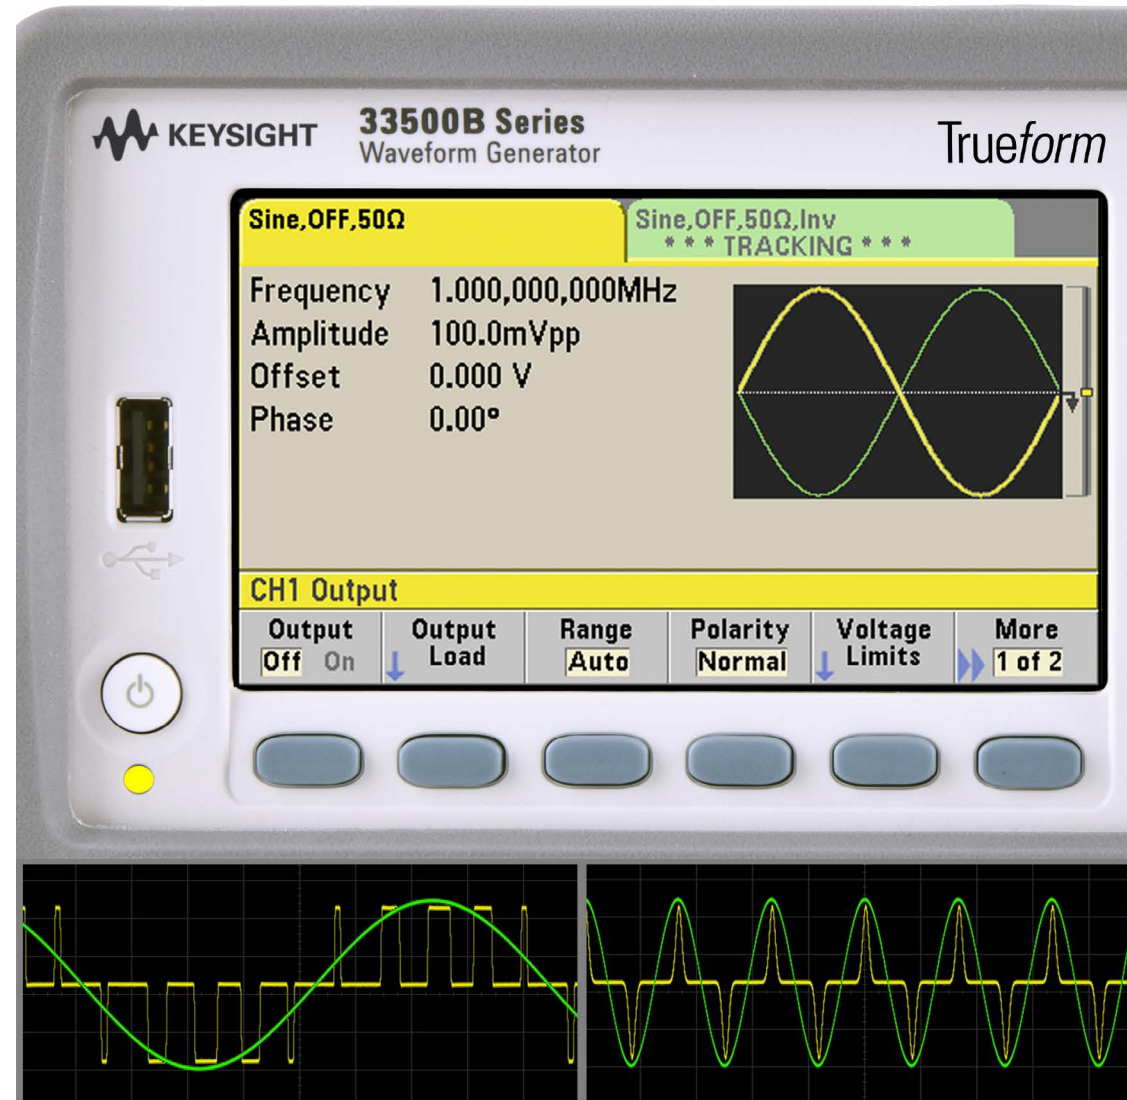 KEYSIGHT
33500B Series
Waveform Generator
Trueform
Sine,OFF,50Ω
Sine,OFF,50Ω,Inv
* * * TRACKING * * *
Frequency 1.000,000,000MHz
Amplitude 100.0mVpp
Offset 0.000 V
Phase 0.00°
CH1 Output
Output Off On
Output Load
Range Auto
Polarity Normal
Voltage Limits
More 1 of 2